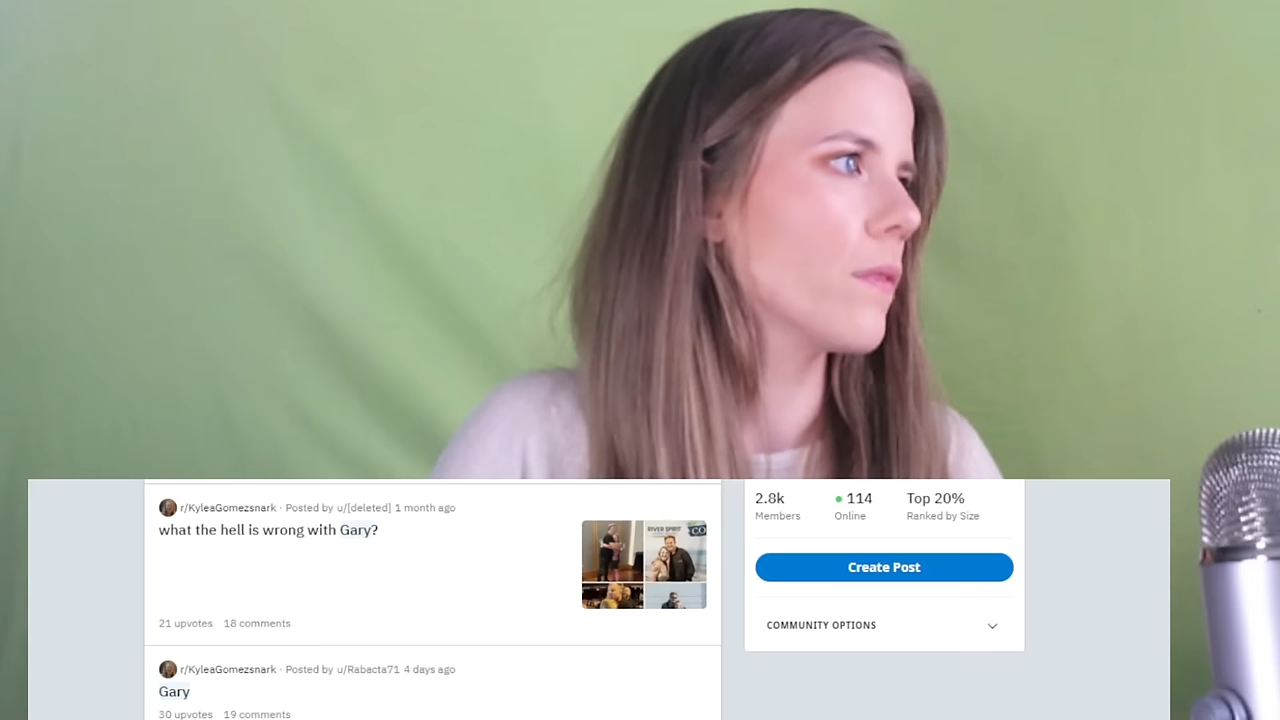 r/KyleaGomezsnark · Posted by u/[deleted] 1 month ago
what the hell is wrong with Gary?
RIVER SPIRIT
CO
21 upvotes 18 comments
r/KyleaGomezsnark · Posted by u/Rabacta71 4 days ago
Gary
30 upvotes 19 comments
2.8k 114 Top 20%
Members Online Ranked by Size
Create Post
COMMUNITY OPTIONS